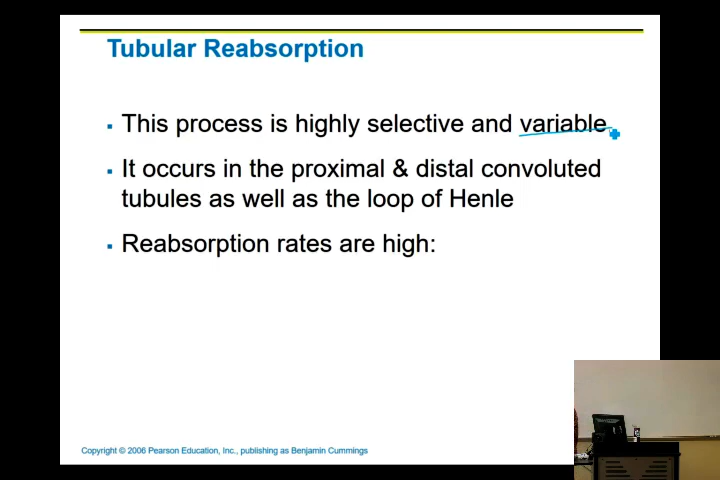 Tubular Reabsorption
▪ This process is highly selective and variable
▪ It occurs in the proximal & distal convoluted
tubules as well as the loop of Henle
▪ Reabsorption rates are high:
Copyright © 2006 Pearson Education, Inc., publishing as Benjamin Cummings